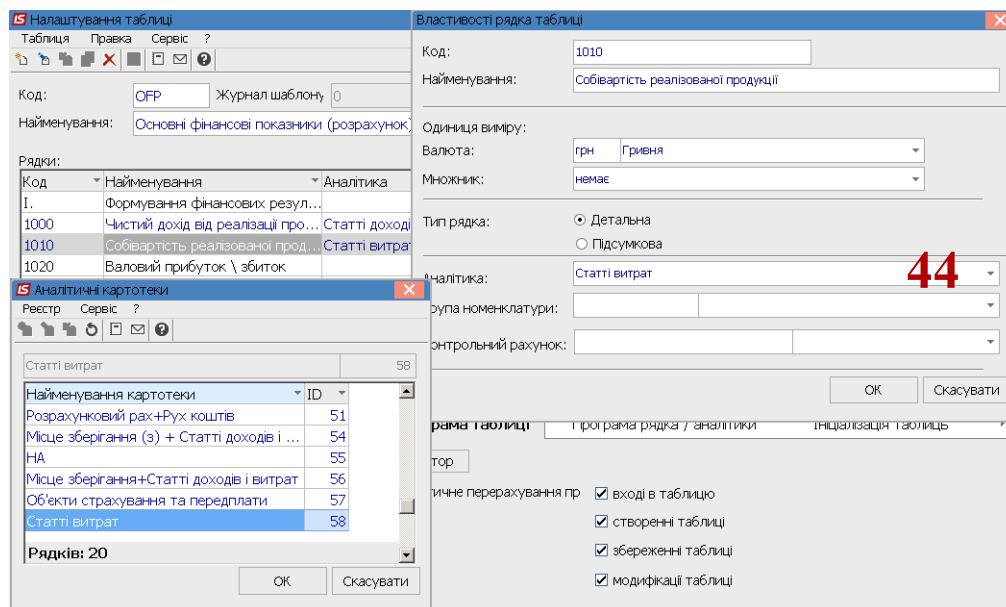 Налаштування таблиці
Таблиця Правка Сервіс ?
Код: OFP Журнал шаблону 0
Найменування: Основні фінансові показники (розрахунок)
Рядки:
Код Найменування Аналітика
I. Формування фінансових резул...
1000 Чистий дохід від реалізації про... Статті доході
1010 Собівартість реалізованої прод... Статті витрат
1020 Валовий прибуток \ збиток
Властивості рядка таблиці
Код: 1010
Найменування: Собівартість реалізованої продукції
Одиниця виміру:
Валюта: грн Гривня
Множник: немає
Тип рядка: Детальна
Підсумкова
Аналітика: Статті витрат
44
рупа номенклатури:
онтрольний рахунок:
ОК Скасувати
Аналітичні картотеки
Реєстр Сервіс ?
Статті витрат 58
Найменування картотеки ID
Розрахунковий рах+Рух коштів 51
Місце зберігання (з) + Статті доходів і ... 54
НА 55
Місце зберігання+Статті доходів і витрат 56
Об'єкти страхування та передплати 57
Статті витрат 58
Рядків: 20
ОК Скасувати
рама таблиці Програма рядка / аналітики Ініціалізація таблиць
тор
тичне перерахування пр
вході в таблицю
створенні таблиці
збереженні таблиці
модифікації таблиці